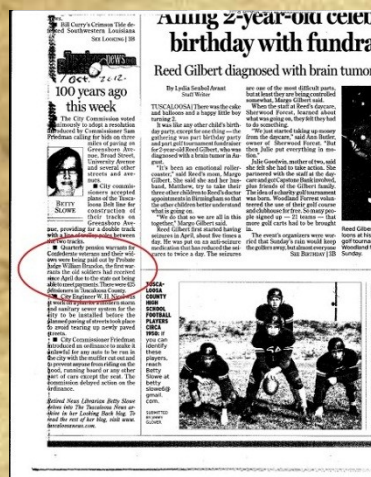 news.
■ Bill Curry's Crimson Tide de-
feated Southwestern Louisiana
SEE LOOKING | 3B
news
Oct 2012
100 years ago
this week
■ The City Commission voted
unanimously to adopt a resolution
introduced by Commissioner Sam
Friedman calling for bids on three
miles of paving on
Greensboro Ave-
nue, Broad Street,
University Avenue
and several other
streets and ave-
nues.
■ City commis-
sioners accepted
plans of the Tusca-
loosa Belt line for
construction of
their tracks on
Greensboro Ave-
nue, providing for a double track
with a line of trolley poles between
the two tracks.
■ Quarterly pension warrants for
Confederate veterans and their wid-
ows were being paid out by Probate
Judge William Brandon, the first war-
rants the old soldiers had received
since April due to the state not being
able to meet payments. There were 425
pensioners in Tuscaloosa County.
■ City Engineer W. H. Nicol was
at work on plans for a modern storm
and sanitary sewer system for the
city to be installed before the
planned paving of streets took place
to avoid tearing up newly paved
streets.
■ City Commissioner Friedman
introduced an ordinance to make it
unlawful for any auto to be run in
the city with the muffler cut out and
to prevent anyone from riding on the
hood, running board or any other
part of cars except the seat. The
commission delayed action on the
ordinance.
Retired News Librarian Betty Slowe
delves into The Tuscaloosa News ar-
chive in her Looking Back blog. To
read the rest of her blog, visit www.
tuscaloosanews.com.
BETTY
SLOWE
Ailing 2-year-old celeb
birthday with fundra
Reed Gilbert diagnosed with brain tumor
By Lydia Seabol Avant
Staff Writer
TUSCALOOSA | There was the cake
and balloons and a happy little boy
turning 2.
It was like any other child's birth-
day party, except for one thing — the
gathering was part birthday party
and part golf tournament fundraiser
for 2-year-old Reed Gilbert, who was
diagnosed with a brain tumor in Au-
gust.
"It's been an emotional roller-
coaster," said Reed's mom, Margo
Gilbert. She said she and her hus-
band, Matthew, try to take their
three other children to Reed's doctor
appointments in Birmingham so that
the other children better understand
what is going on.
"We do that so we are all in this
together," Margo Gilbert said.
Reed Gilbert first started having
seizures in April, about five times a
day. He was put on an anti-seizure
medication that has reduced the sei-
zures to twice a day. The seizures
are one of the most difficult parts,
but at least they are being controlled
somewhat, Margo Gilbert said.
When the staff at Reed's daycare,
Sherwood Forest, learned about
what was going on, they felt they had
to do something.
"We just started taking up money
from the daycare," said Ann Butler,
owner of Sherwood Forest. "But
then Julie put everything in mo-
tion."
Julie Goodwin, mother of two, said
she felt she had to take action. She
partnered with the staff at the day-
care and got Capstone Bank involved,
plus friends of the Gilbert family.
The idea of a charity golf tournament
was born. Woodland Forest volun-
teered the use of their golf course
and clubhouse for free. So many peo-
ple signed up — 21 teams — that
more golf carts had to be brought
in.
The event's organizers were wor-
ried that Sunday's rain would keep
the golfers away, but almost everyone
SEE BIRTHDAY | 3B
Reed Gilbe
icons at his
golf tourna
Woodland
Sunday.
TUSCA-
LOOSA
COUNTY
HIGH
SCHOOL
FOOTBALL
PLAYERS
CIRCA
1950: If
you can
identify
these
players,
reach
Betty
Slowe at
betty
slowe6@
gmail.
com.
SUBMITTED
BY JIMMY
GLOVER